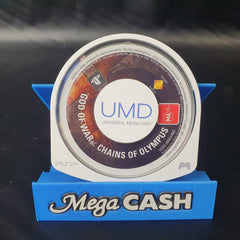 UMD
UNIVERSAL MEDIA DISC
MA
GOD OF WAR: CHAINS OF OLYMPUS
PSP
Mega CASH